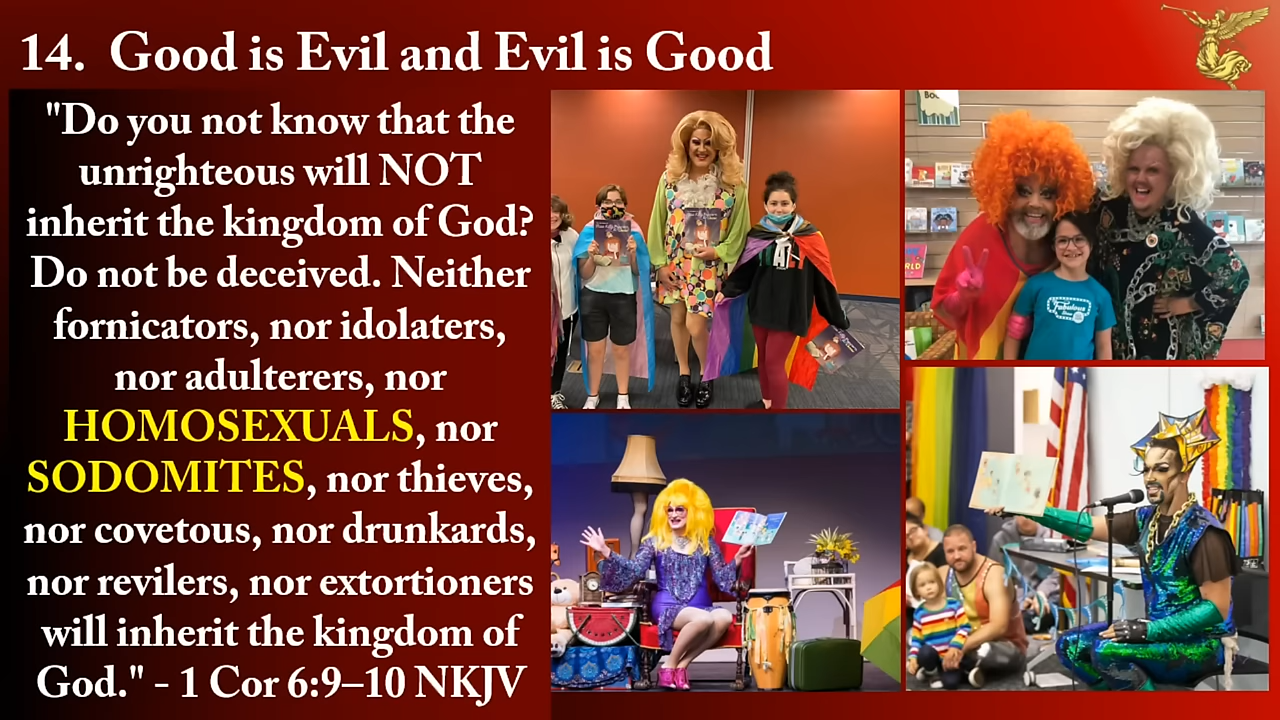 14. Good is Evil and Evil is Good
"Do you not know that the
unrighteous will NOT
inherit the kingdom of God?
Do not be deceived. Neither
fornicators, nor idolaters,
nor adulterers, nor
HOMOSEXUALS, nor
SODOMITES, nor thieves,
nor covetous, nor drunkards,
nor revilers, nor extortioners
will inherit the kingdom of
God." - 1 Cor 6:9–10 NKJV
Fabulous